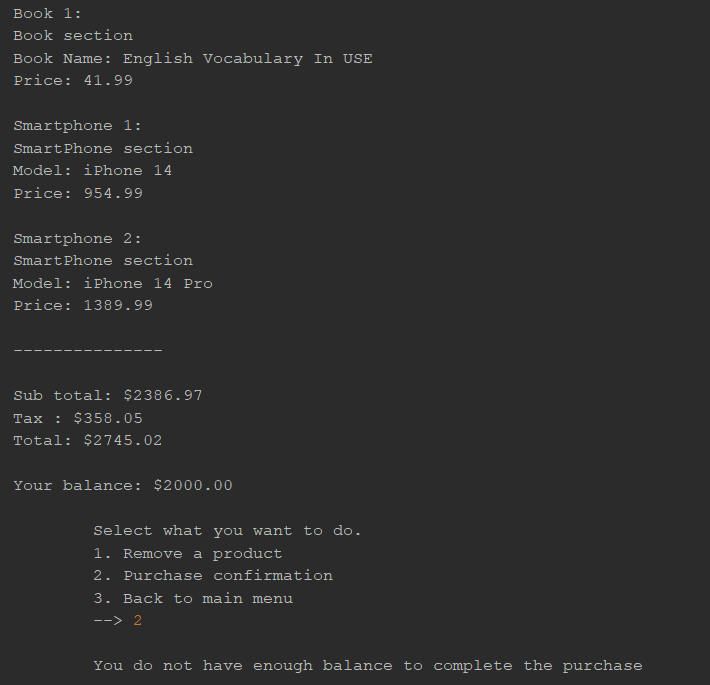 Book 1:
Book section
Book Name: English Vocabulary In USE
Price: 41.99
Smartphone 1:
SmartPhone section
Model: iPhone 14
Price: 954.99
Smartphone 2:
SmartPhone section
Model: iPhone 14 Pro
Price: 1389.99
---------------
Sub total: $2386.97
Tax : $358.05
Total: $2745.02
Your balance: $2000.00
Select what you want to do.
1. Remove a product
2. Purchase confirmation
3. Back to main menu
--> 2
You do not have enough balance to complete the purchase